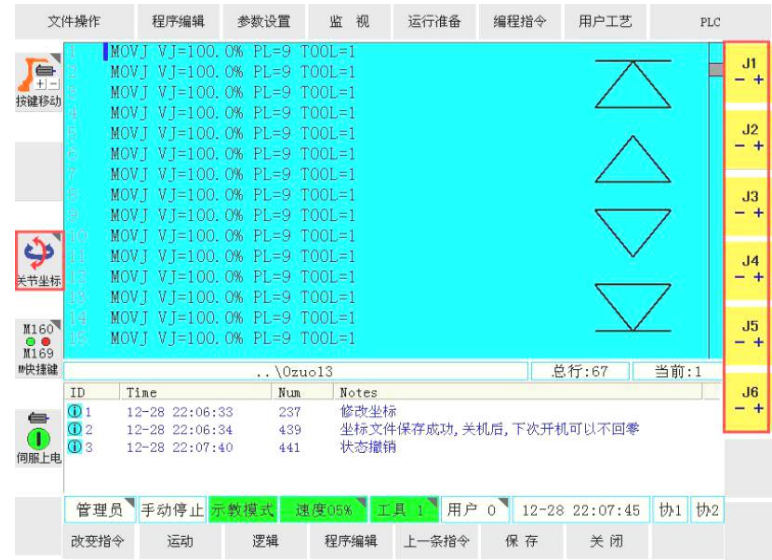 文件操作 程序编辑 参数设置 监 视 运行准备 编程指令 用户工艺 PLC
按键移动
1 MOVJ VJ=100.0% PL=9 TOOL=1
2 MOVJ VJ=100.0% PL=9 TOOL=1
3 MOVJ VJ=100.0% PL=9 TOOL=1
4 MOVJ VJ=100.0% PL=9 TOOL=1
5 MOVJ VJ=100.0% PL=9 TOOL=1
6 MOVJ VJ=100.0% PL=9 TOOL=1
7 MOVJ VJ=100.0% PL=9 TOOL=1
8 MOVJ VJ=100.0% PL=9 TOOL=1
9 MOVJ VJ=100.0% PL=9 TOOL=1
10 MOVJ VJ=100.0% PL=9 TOOL=1
11 MOVJ VJ=100.0% PL=9 TOOL=1
12 MOVJ VJ=100.0% PL=9 TOOL=1
13 MOVJ VJ=100.0% PL=9 TOOL=1
14 MOVJ VJ=100.0% PL=9 TOOL=1
15 MOVJ VJ=100.0% PL=9 TOOL=1
关节坐标
M160
M169
M快捷键
伺服上电
J1
- +
J2
- +
J3
- +
J4
- +
J5
- +
J6
- +
..\0zuo13 总行:67 当前:1
ID Time Num Notes
1 12-28 22:06:33 237 修改坐标
2 12-28 22:06:34 439 坐标文件保存成功,关机后,下次开机可以不回零
3 12-28 22:07:40 441 状态撤销
管理员 手动停止 示教模式 速度05% 工具 1 用户 0 12-28 22:07:45 协1 协2
改变指令 运动 逻辑 程序编辑 上一条指令 保 存 关 闭